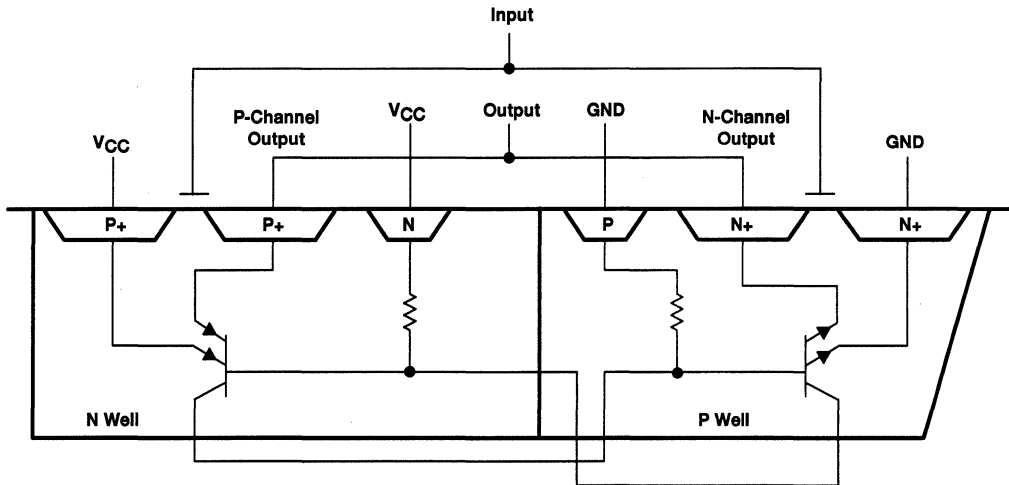 Input
P-Channel
Output
VCC
Output
GND
N-Channel
Output
VCC
GND
P+
P+
N
P
N+
N+
N Well
P Well